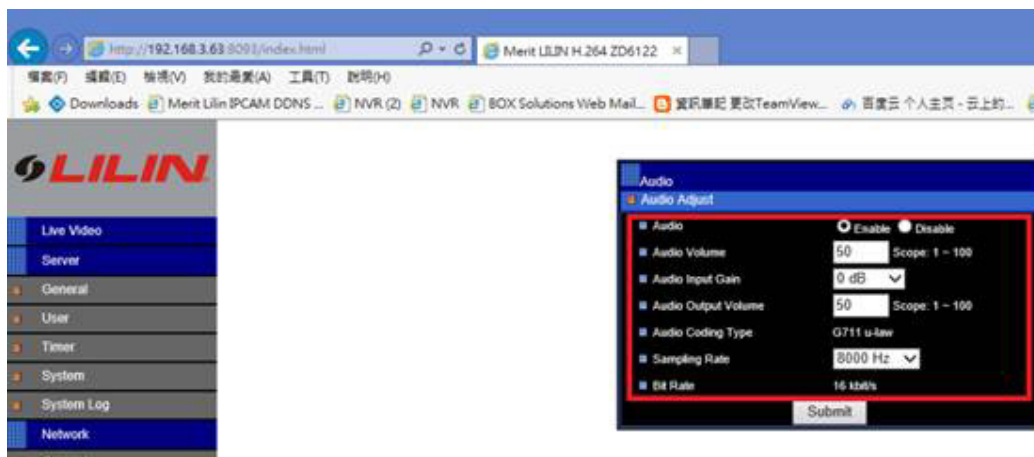 http://192.168.3.63:8093/index.html
Merit LILIN H.264 ZD6122
檔案(F) 編輯(E) 檢視(V) 我的最愛(A) 工具(T) 說明(H)
Downloads Merit Lilin IPCAM DDNS ... NVR (2) NVR BOX Solutions Web Mail... 資訊筆記 更改TeamView... 百度云 个人主页 - 云上的...
LILIN
Live Video
Server
General
User
Timer
System
System Log
Network
Audio
Audio Adjust
Audio Enable Disable
Audio Volume 50 Scope: 1 ~ 100
Audio Input Gain 0 dB
Audio Output Volume 50 Scope: 1 ~ 100
Audio Coding Type G711 u-law
Sampling Rate 8000 Hz
Bit Rate 16 kbit/s
Submit